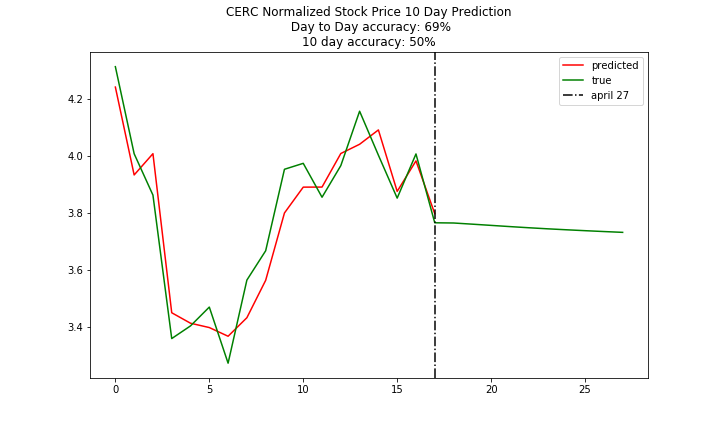 CERC Normalized Stock Price 10 Day Prediction
Day to Day accuracy: 69%
10 day accuracy: 50%
predicted
true
april 27
4.2
4.0
3.8
3.6
3.4
0 5 10 15 20 25